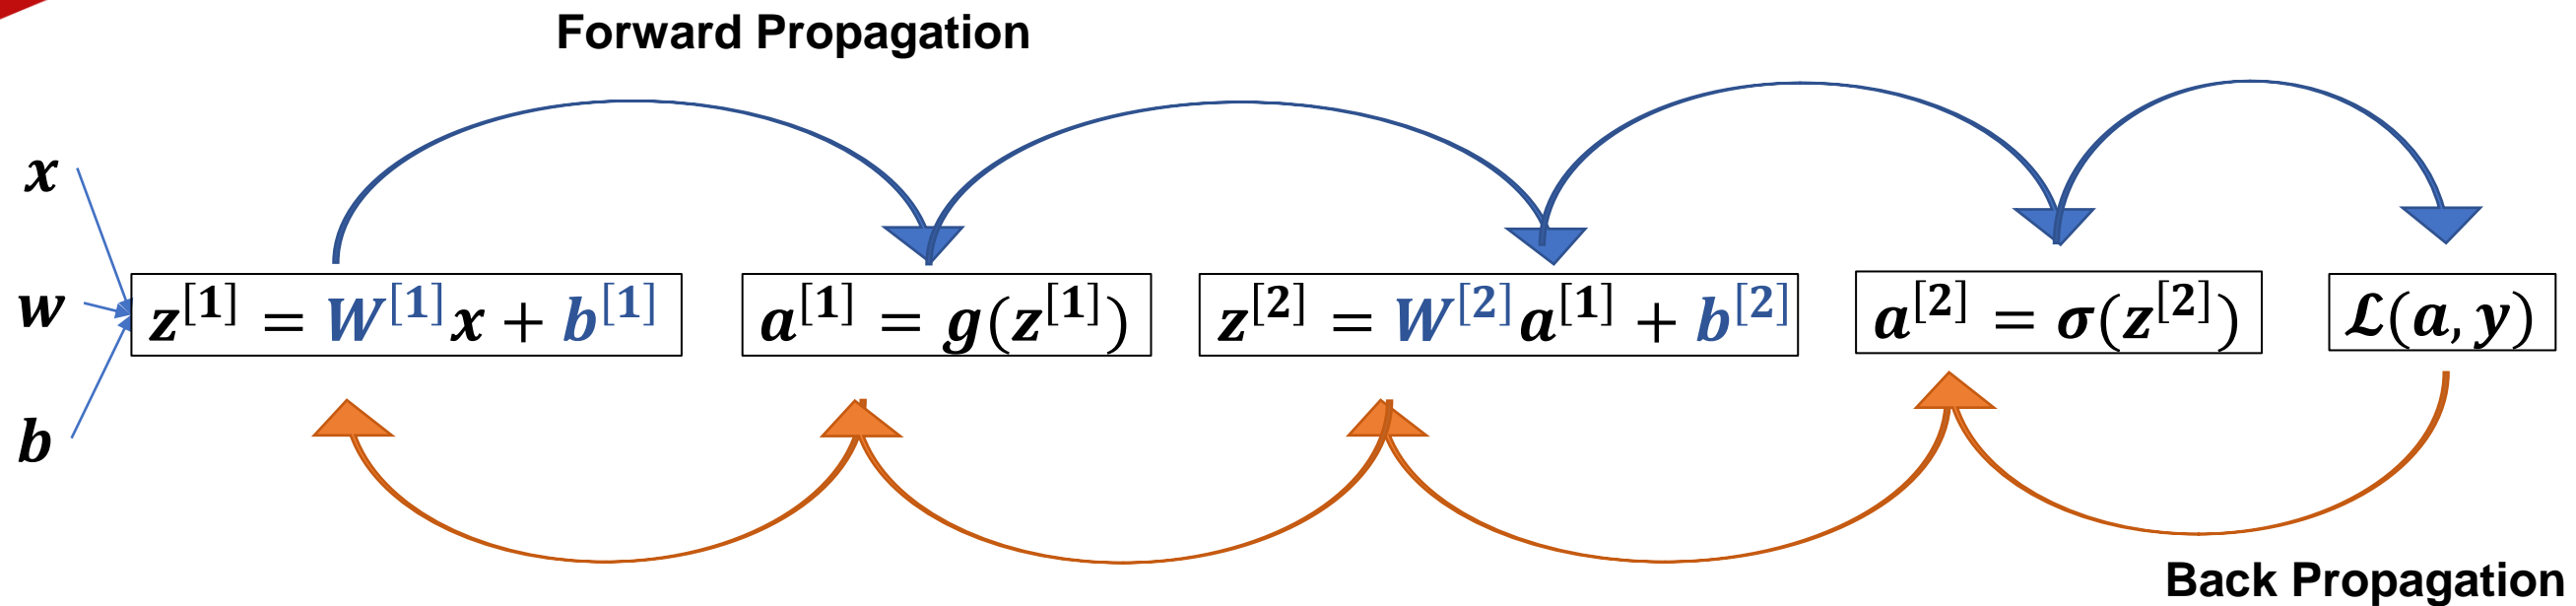 Forward Propagation
x
w
b
z^[1] = W^[1]x + b^[1]
a^[1] = g(z^[1])
z^[2] = W^[2]a^[1] + b^[2]
a^[2] = σ(z^[2])
ℒ(a, y)
Back Propagation